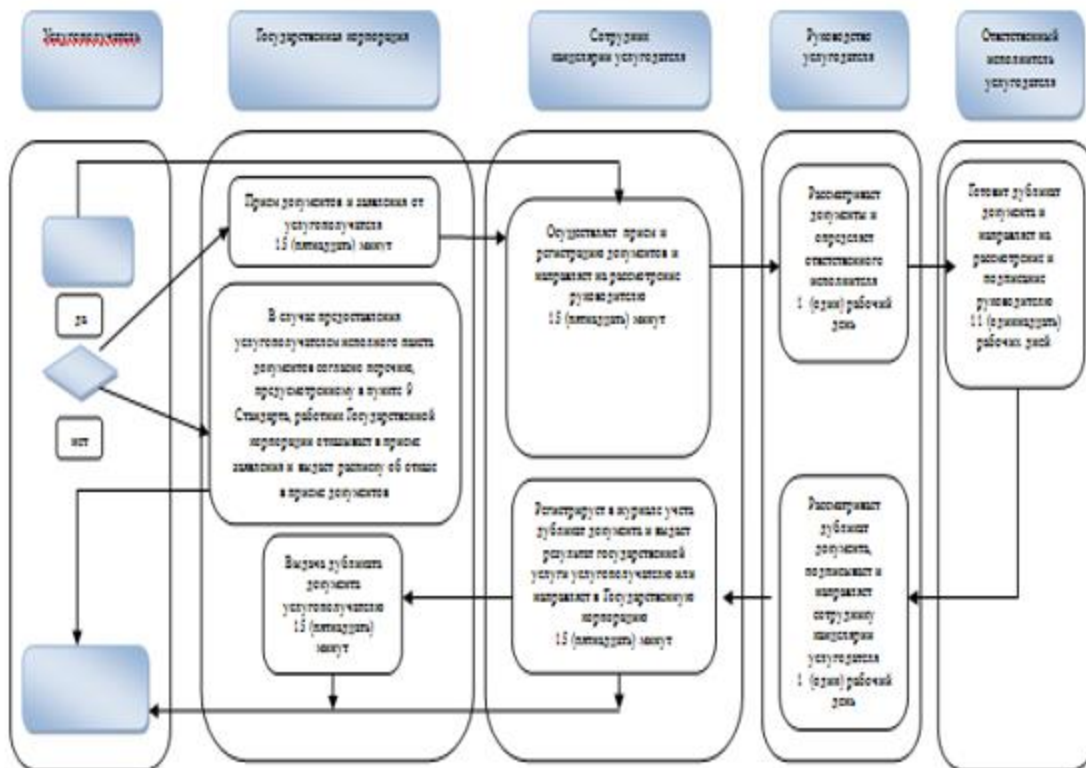 Услугополучатель
Государственная корпорация
Сотрудник
канцелярии услугодателя
Руководство
услугодателя
Ответственный
исполнитель
услугодателя
да
нет
Прием документов и заявления от
услугополучателя
15 (пятнадцать) минут
В случае предоставления
услугополучателем неполного пакета
документов согласно перечню,
предусмотренному в пункте 9
Стандарта, работник Государственной
корпорации отказывает в приеме
заявления и выдает расписку об отказе
в приеме документов
Выдача дубликата
документа
услугополучателю
15 (пятнадцать)
минут
Осуществляет прием и
регистрацию документов и
направляет на рассмотрение
руководителю
15 (пятнадцать) минут
Регистрирует в журнале учета
дубликат документа и выдает
результат государственной
услуги услугополучателю или
направляет в Государственную
корпорацию
15 (пятнадцать) минут
Рассматривает
документы и
определяет
ответственного
исполнителя
1 (один) рабочий
день
Рассматривает
дубликат
документа,
подписывает и
направляет
сотруднику
канцелярии
услугодателя
1 (один) рабочий
день
Готовит дубликат
документа и
направляет на
рассмотрение и
подписание
руководителю
11 (одиннадцать)
рабочих дней